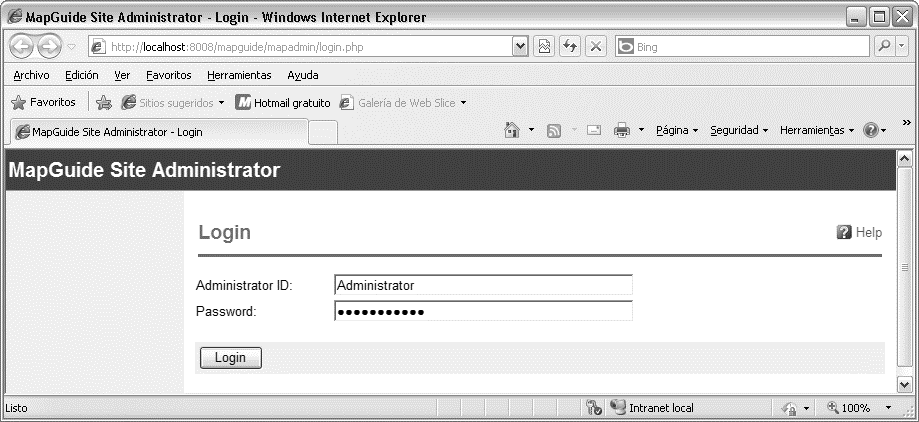 MapGuide Site Administrator - Login - Windows Internet Explorer
http://localhost:8008/mapguide/mapadmin/login.php
Bing
Archivo Edición Ver Favoritos Herramientas Ayuda
Favoritos Sitios sugeridos Hotmail gratuito Galería de Web Slice
MapGuide Site Administrator - Login Página Seguridad Herramientas »
MapGuide Site Administrator
Login Help
Administrator ID: Administrator
Password: •••••••••••
Login
Listo Intranet local 100%